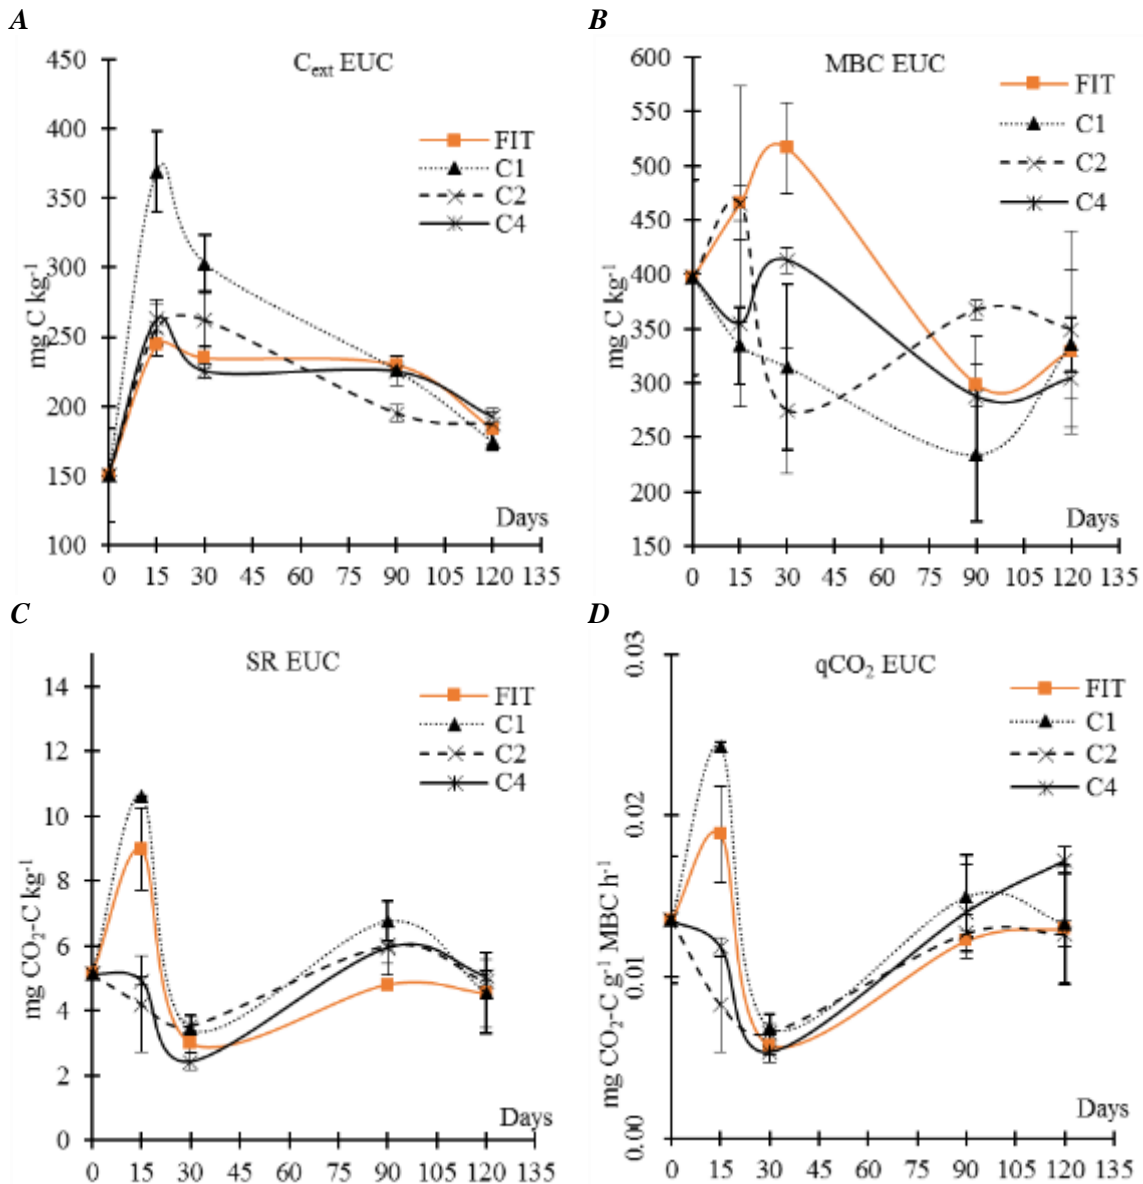 A
C_ext EUC
mg C kg⁻¹
450
400
350
300
250
200
150
100
FIT
C1
C2
C4
Days
0 15 30 45 60 75 90 105 120 135
B
MBC EUC
mg C kg⁻¹
600
550
500
450
400
350
300
250
200
150
FIT
C1
C2
C4
Days
0 15 30 45 60 75 90 105 120 135
C
SR EUC
mg CO₂-C kg⁻¹
14
12
10
8
6
4
2
0
FIT
C1
C2
C4
Days
0 15 30 45 60 75 90 105 120 135
D
qCO₂ EUC
mg CO₂-C g⁻¹ MBC h⁻¹
0.03
0.02
0.01
0.00
FIT
C1
C2
C4
Days
0 15 30 45 60 75 90 105 120 135